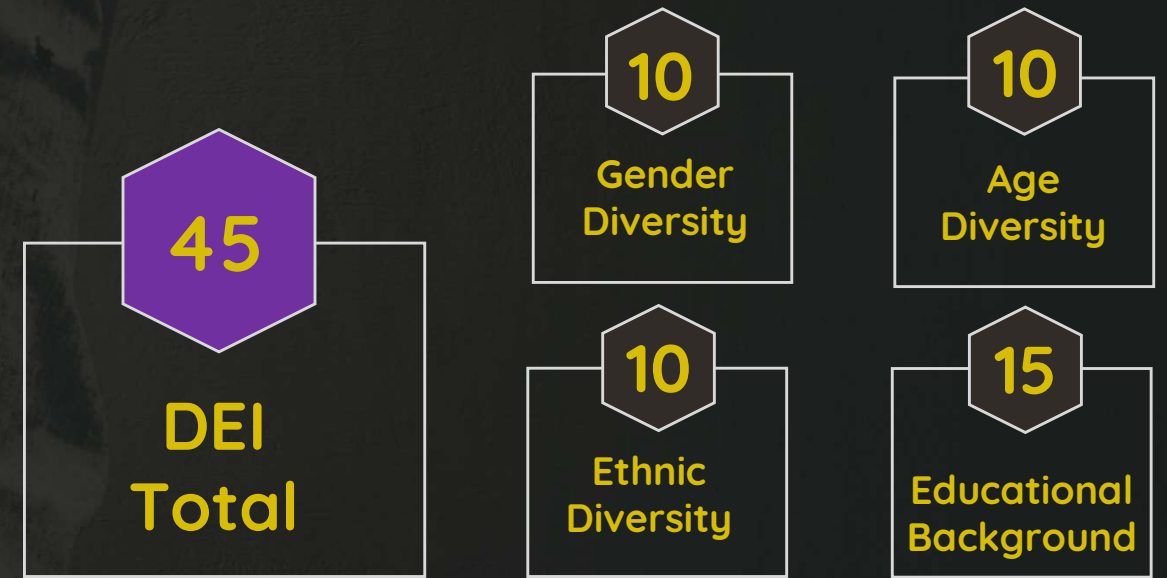 45
DEI
Total
10
Gender
Diversity
10
Age
Diversity
10
Ethnic
Diversity
15
Educational
Background